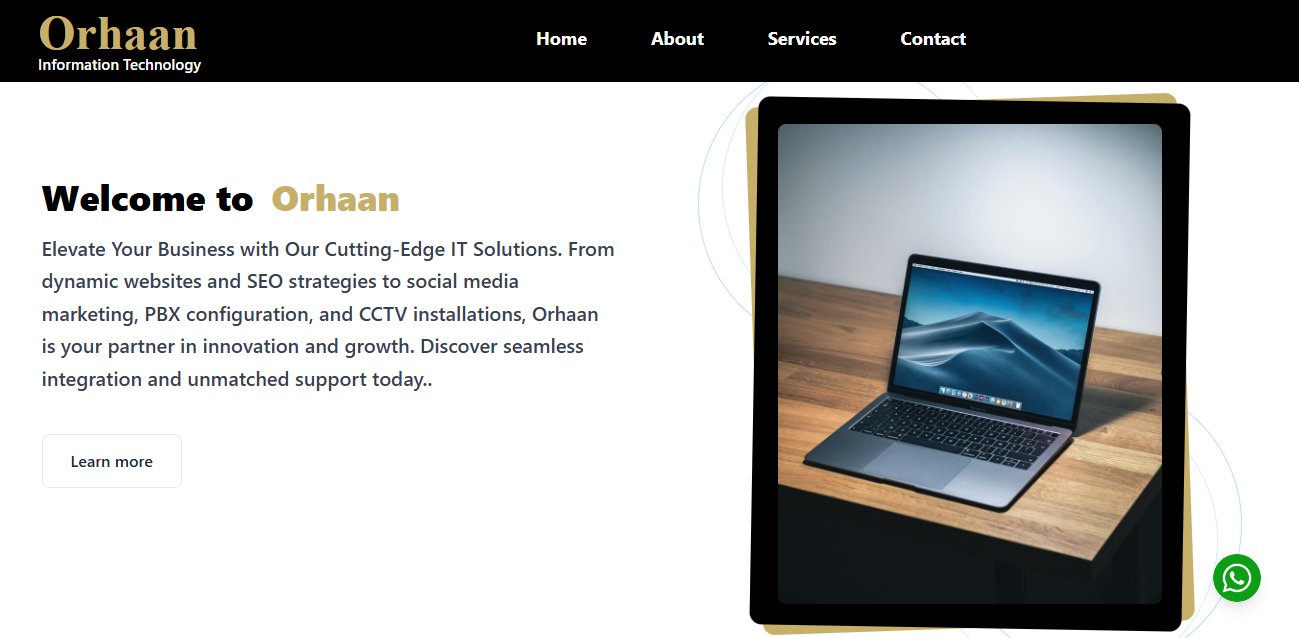 Orhaan
Information Technology
Home About Services Contact
Welcome to Orhaan
Elevate Your Business with Our Cutting-Edge IT Solutions. From
dynamic websites and SEO strategies to social media
marketing, PBX configuration, and CCTV installations, Orhaan
is your partner in innovation and growth. Discover seamless
integration and unmatched support today..
Learn more